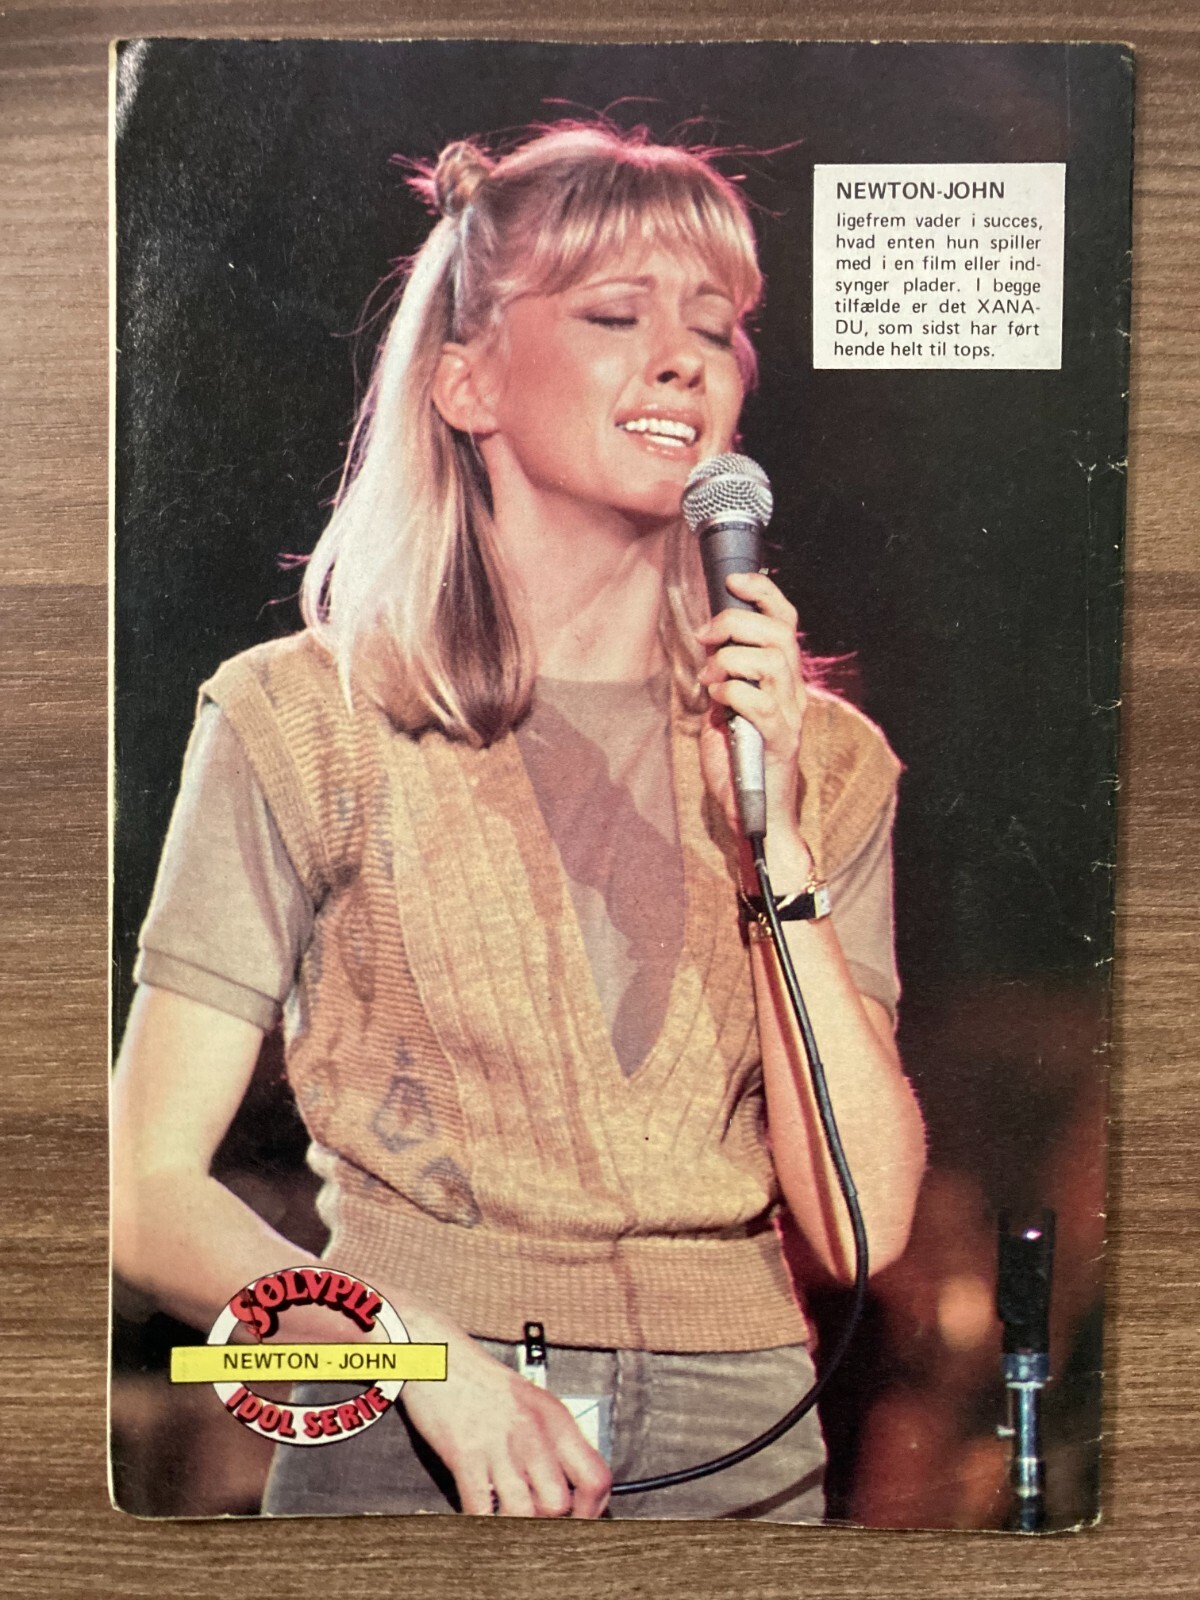 NEWTON-JOHN
ligefrem vader i succes,
hvad enten hun spiller
med i en film eller ind-
synger plader. I begge
tilfælde er det XANA-
DU, som sidst har ført
hende helt til tops.
SØLVPIL
NEWTON - JOHN
IDOL SERIE